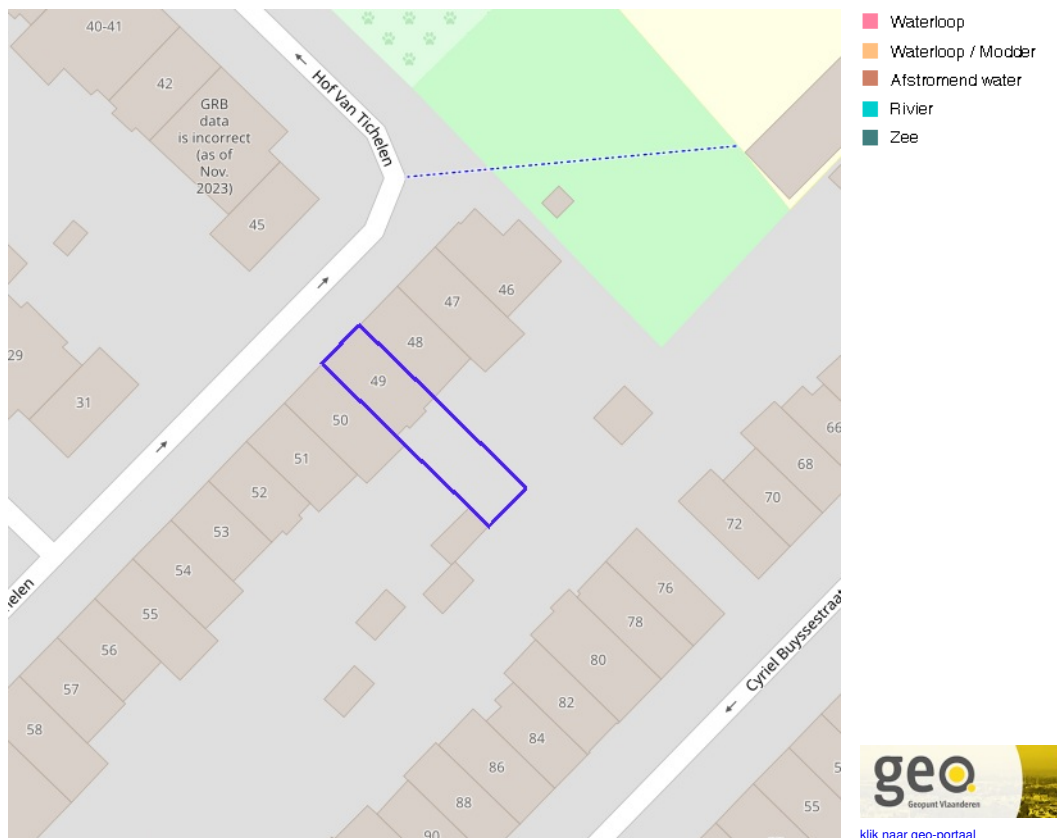 40-41
42
GRB
data
is incorrect
(as of
Nov.
2023)
45
Hof Van Tichelen
46
47
48
49
50
51
52
53
54
55
56
57
58
29
31
66
68
70
72
76
78
80
82
84
86
88
90
55
Cyriel Buyssestraat
Waterloop
Waterloop / Modder
Afstromend water
Rivier
Zee
geo
Geopunt Vlaanderen
klik naar geo-portaal